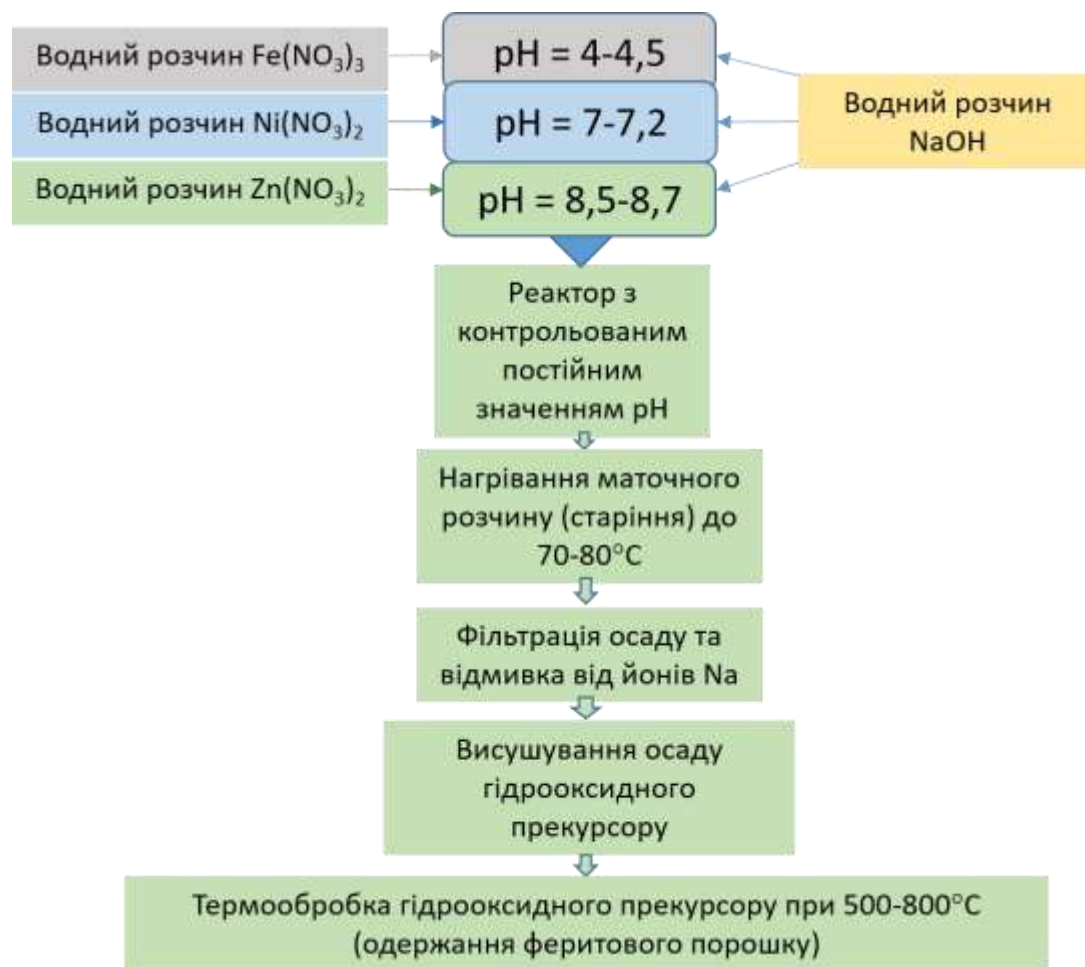 Водний розчин Fe(NO₃)₃
pH = 4-4,5
Водний розчин Ni(NO₃)₂
pH = 7-7,2
Водний розчин
NaOH
Водний розчин Zn(NO₃)₂
pH = 8,5-8,7
Реактор з
контрольованим
постійним
значенням pH
Нагрівання маточного
розчину (старіння) до
70-80°C
Фільтрація осаду та
відмивка від йонів Na
Висушування осаду
гідрооксидного
прекурсору
Термообробка гідрооксидного прекурсору при 500-800°C
(одержання феритового порошку)